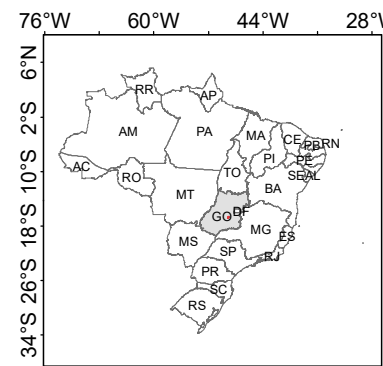 76°W 60°W 44°W 28°
6°N
2°S
10°S
18°S
26°S
34°S
RR
AP
AM
PA
MA
CE
RN
PB
PI
PE
AC
TO
AL
SE
RO
BA
MT
DF
GO
MG
MS
ES
SP
RJ
PR
SC
RS